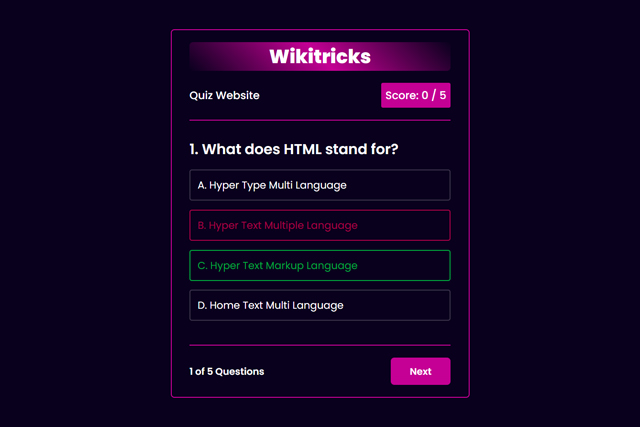 Wikitricks
Quiz Website
Score: 0 / 5
1. What does HTML stand for?
A. Hyper Type Multi Language
B. Hyper Text Multiple Language
C. Hyper Text Markup Language
D. Home Text Multi Language
1 of 5 Questions
Next